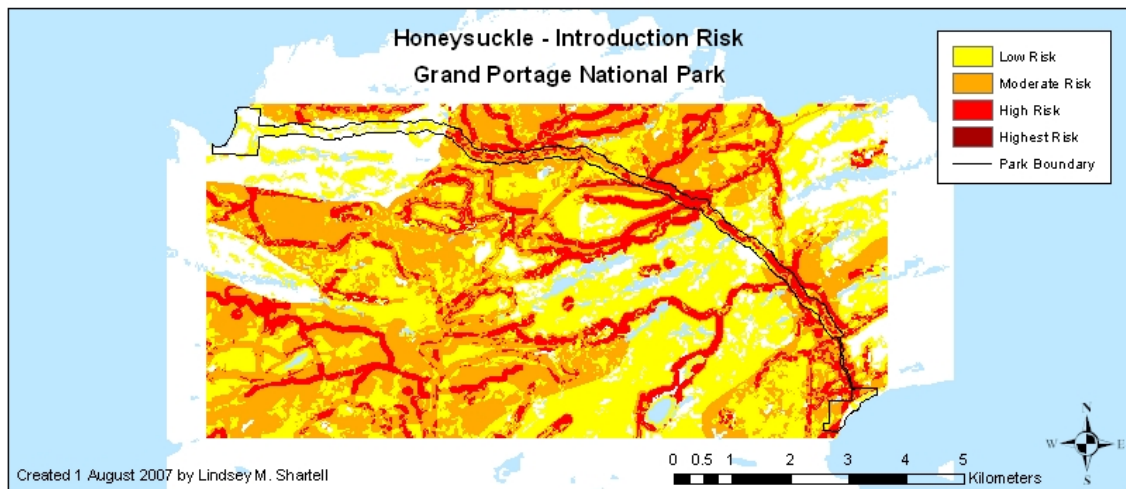 Honeysuckle - Introduction Risk
Grand Portage National Park
Low Risk
Moderate Risk
High Risk
Highest Risk
Park Boundary
Created 1 August 2007 by Lindsey M. Shartell
0 0.5 1 2 3 4 5
Kilometers
N
W E
S